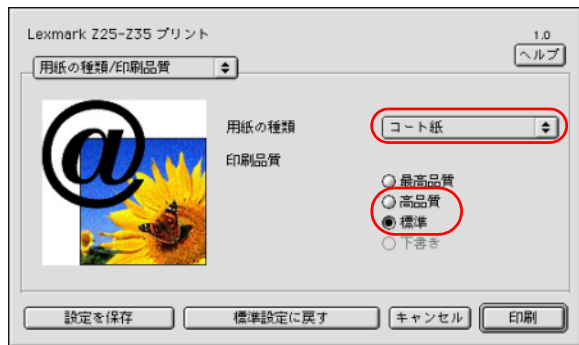 Lexmark Z25-Z35 プリント
1.0
ヘルプ
用紙の種類/印刷品質
用紙の種類
コート紙
印刷品質
最高品質
高品質
標準
下書き
設定を保存
標準設定に戻す
キャンセル
印刷